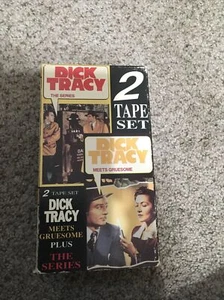 DICK
TRACY
THE SERIES
2
TAPE
SET
DICK
TRACY
MEETS GRUESOME
2 TAPE SET
DICK
TRACY
MEETS
GRUESOME
PLUS
THE
SERIES